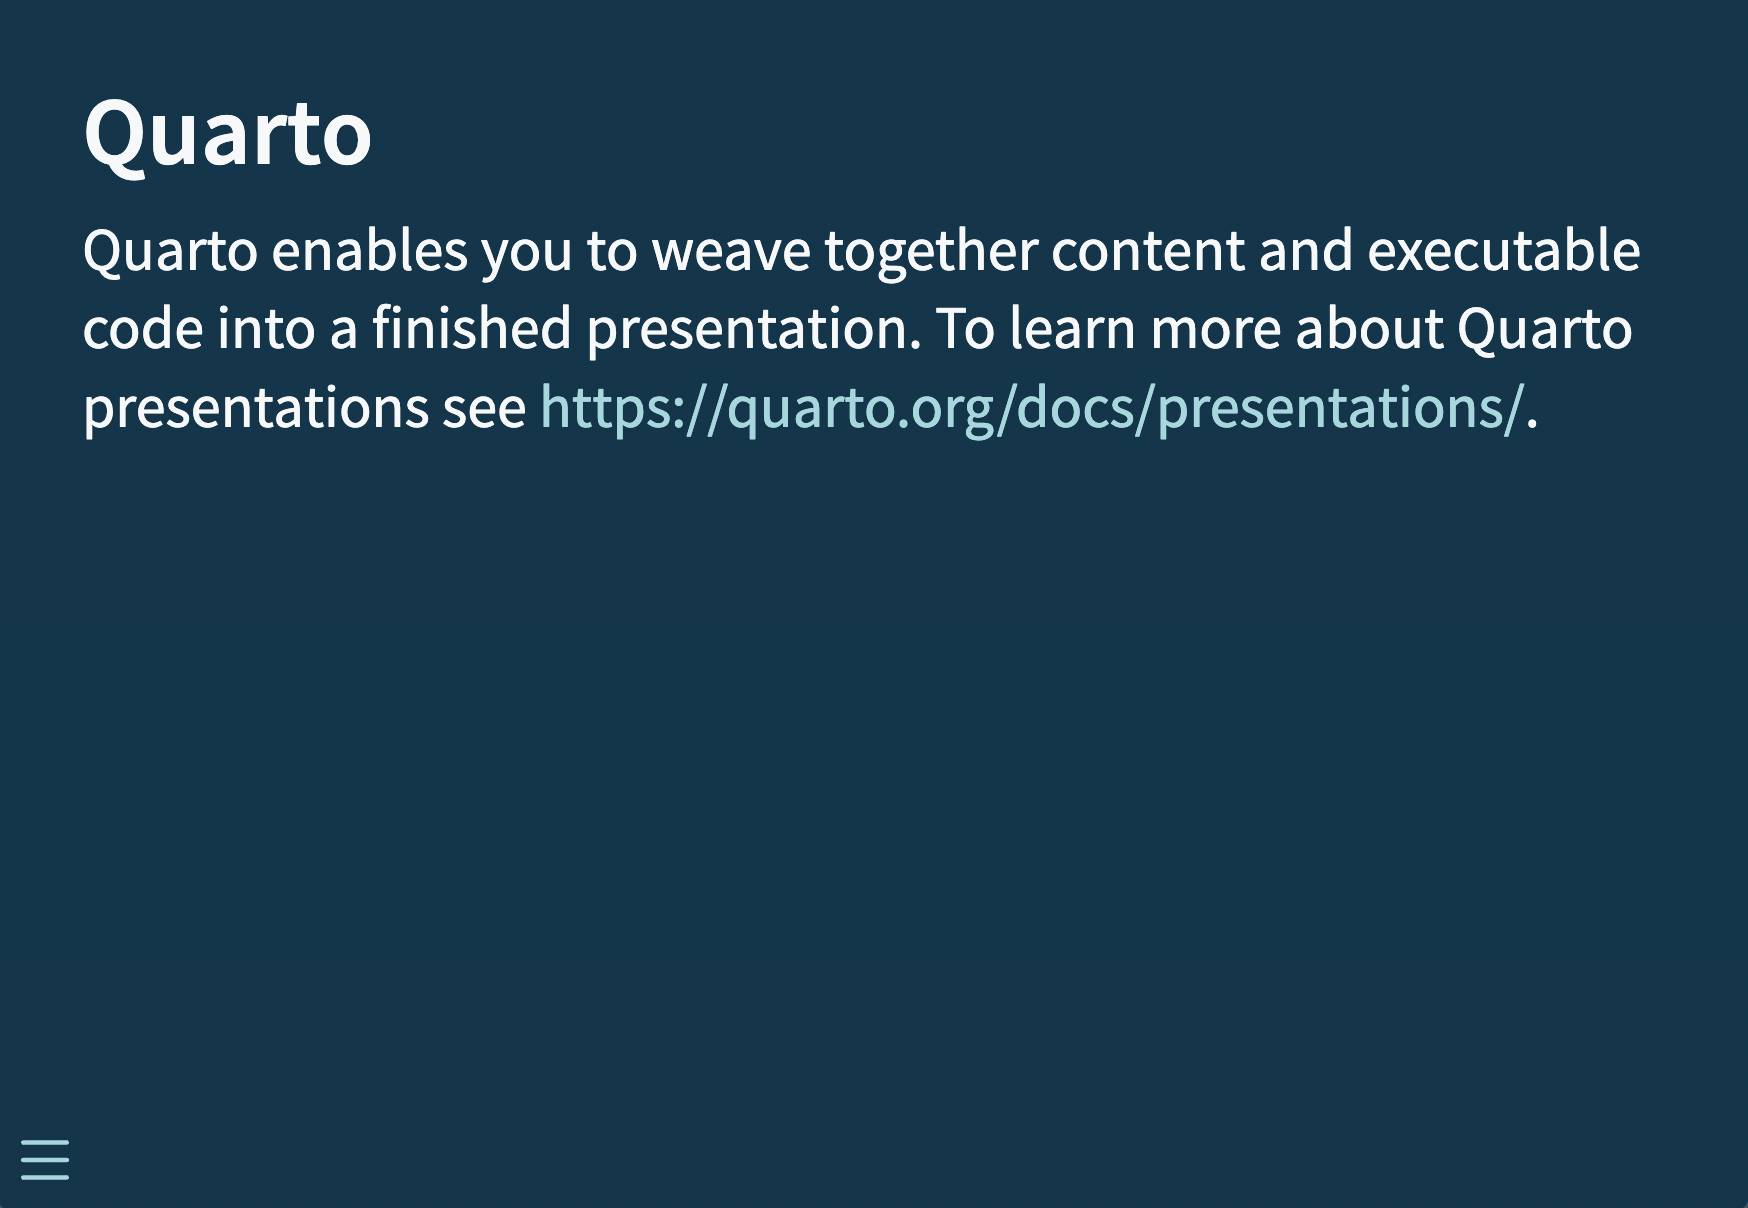 Quarto
Quarto enables you to weave together content and executable
code into a finished presentation. To learn more about Quarto
presentations see https://quarto.org/docs/presentations/.